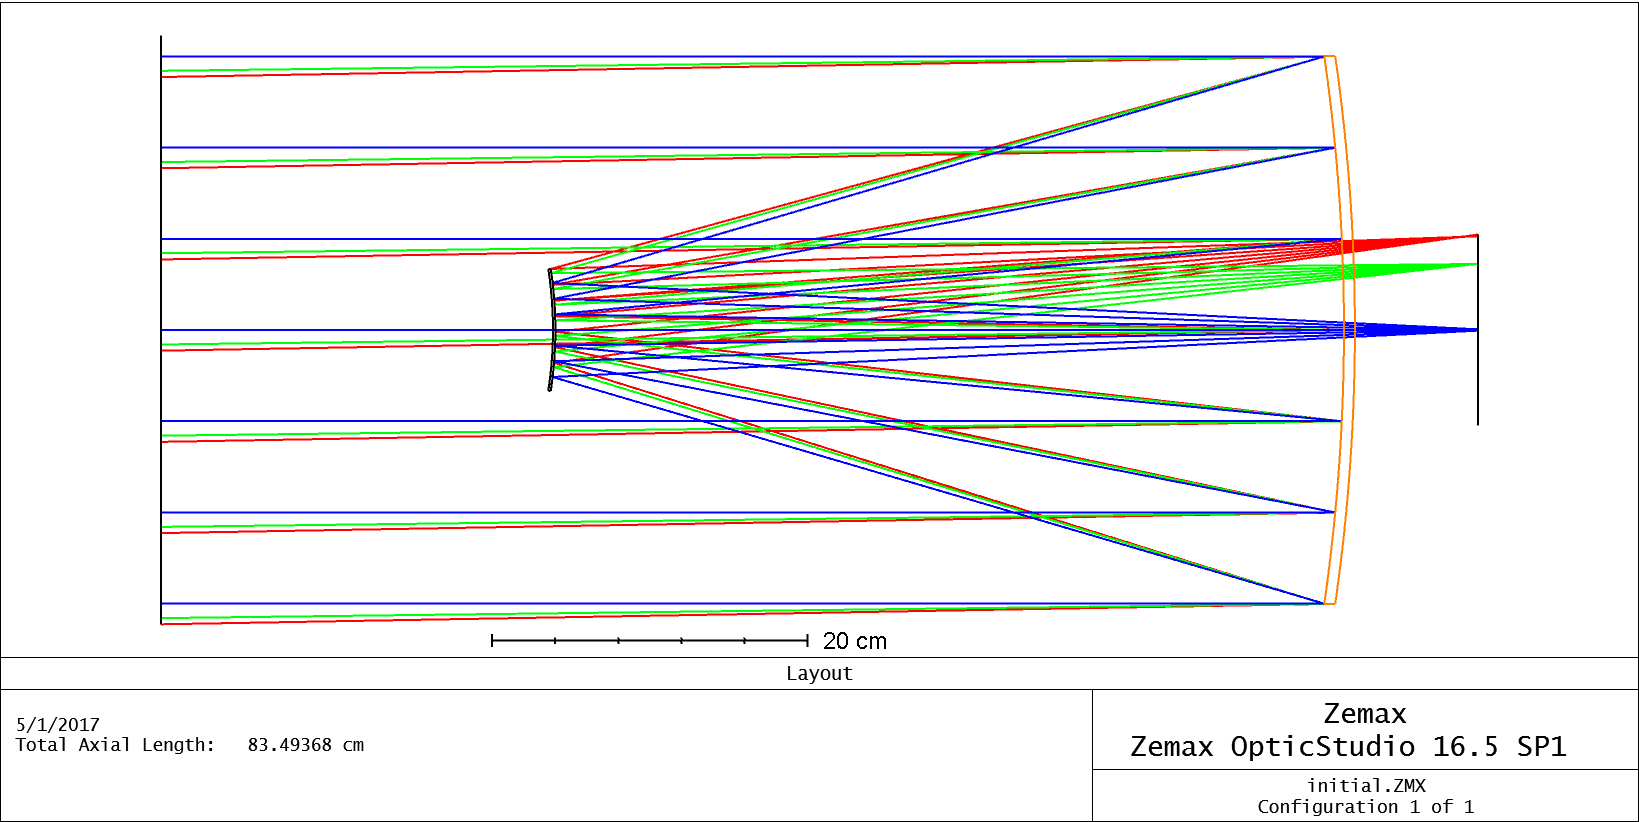 20 cm
Layout
5/1/2017
Total Axial Length:   83.49368 cm
Zemax
Zemax OpticStudio 16.5 SP1
initial.ZMX
Configuration 1 of 1